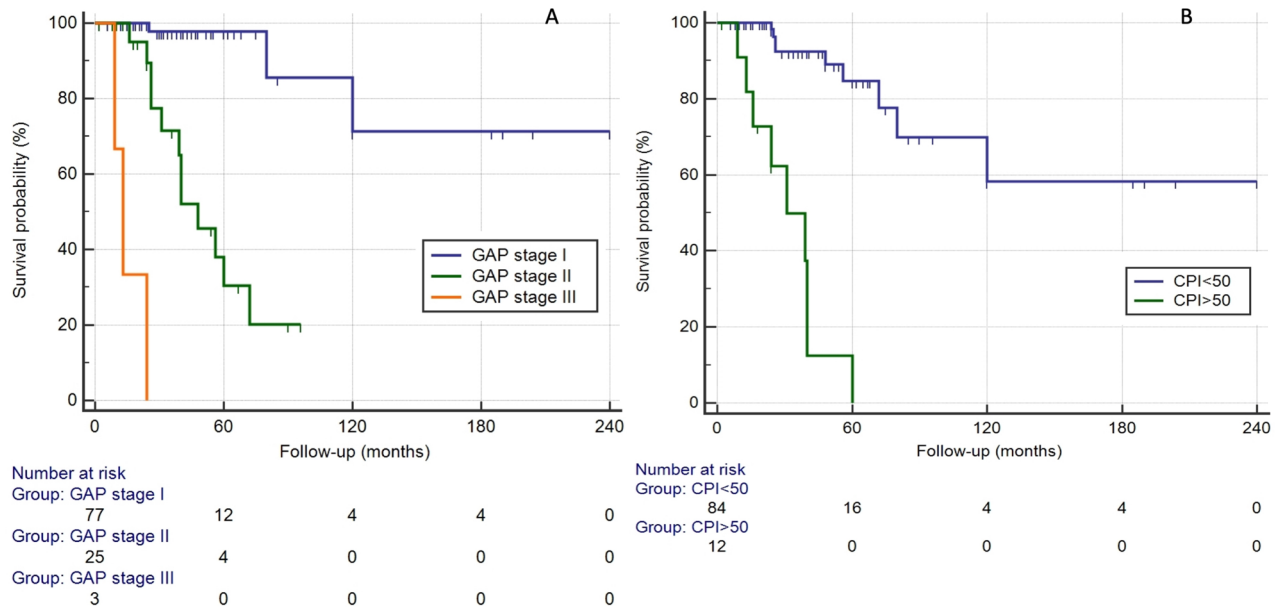 A
Survival probability (%)
100
80
60
40
20
0
GAP stage I
GAP stage II
GAP stage III
0 60 120 180 240
Follow-up (months)
Number at risk
Group: GAP stage I
77 12 4 4 0
Group: GAP stage II
25 4 0 0 0
Group: GAP stage III
3 0 0 0 0
B
Survival probability (%)
100
80
60
40
20
0
CPI<50
CPI>50
0 60 120 180 240
Follow-up (months)
Number at risk
Group: CPI<50
84 16 4 4 0
Group: CPI>50
12 0 0 0 0